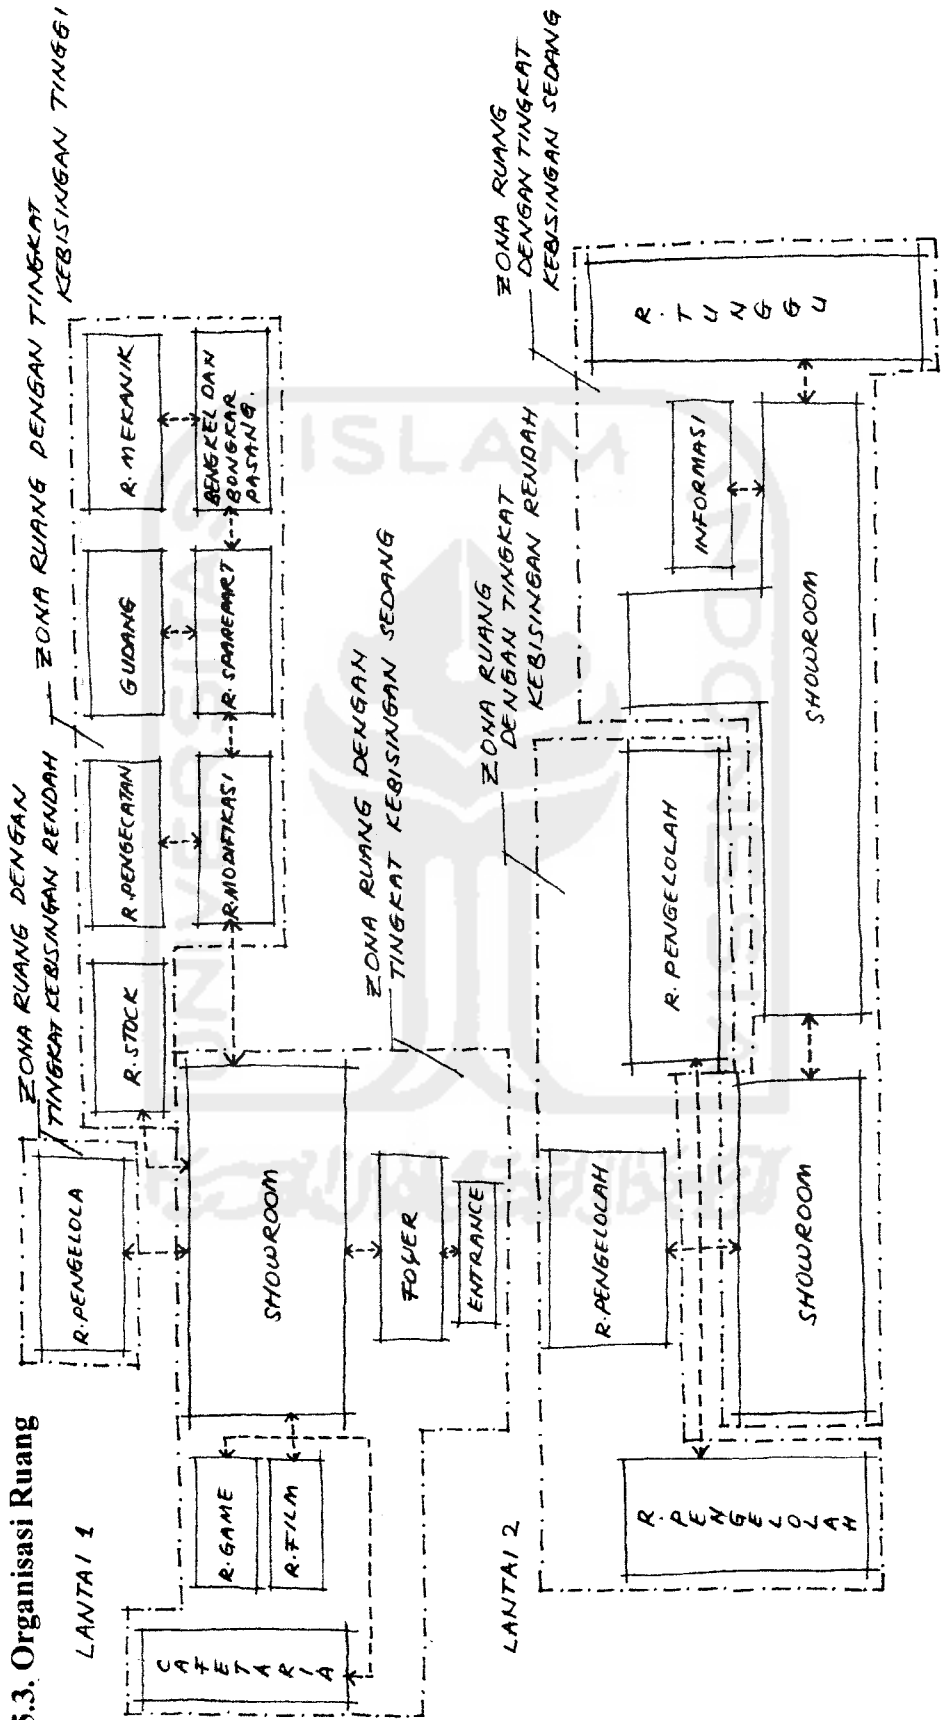 5.3. Organisasi Ruang
LANTAI 1
ZONA RUANG DENGAN
TINGKAT KEBISINGAN RENDAH
ZONA RUANG DENGAN TINGKAT
KEBISINGAN TINGGI
R.PENGELOLA
R.STOCK
R.PENGECATAN
GUDANG
R.MEKANIK
R.MODIFIKASI
R.SPAREPART
BENGKEL DAN
BONGKAR
PASANG.
CAFETARIA
R.GAME
R.FILM
SHOWROOM
FOYER
ENTRANCE
ZONA RUANG DENGAN
TINGKAT KEBISINGAN SEDANG
LANTAI 2
ZONA RUANG
DENGAN TINGKAT
KEBISINGAN RENDAH
ZONA RUANG
DENGAN TINGKAT
KEBISINGAN SEDANG
R.PENGELOLAH
R.PENGELOLAH
R.PENGELOLAH
INFORMASI
R.TUNGGU
SHOWROOM
SHOWROOM
UNIVERSITAS
ISLAM
INDONESIA